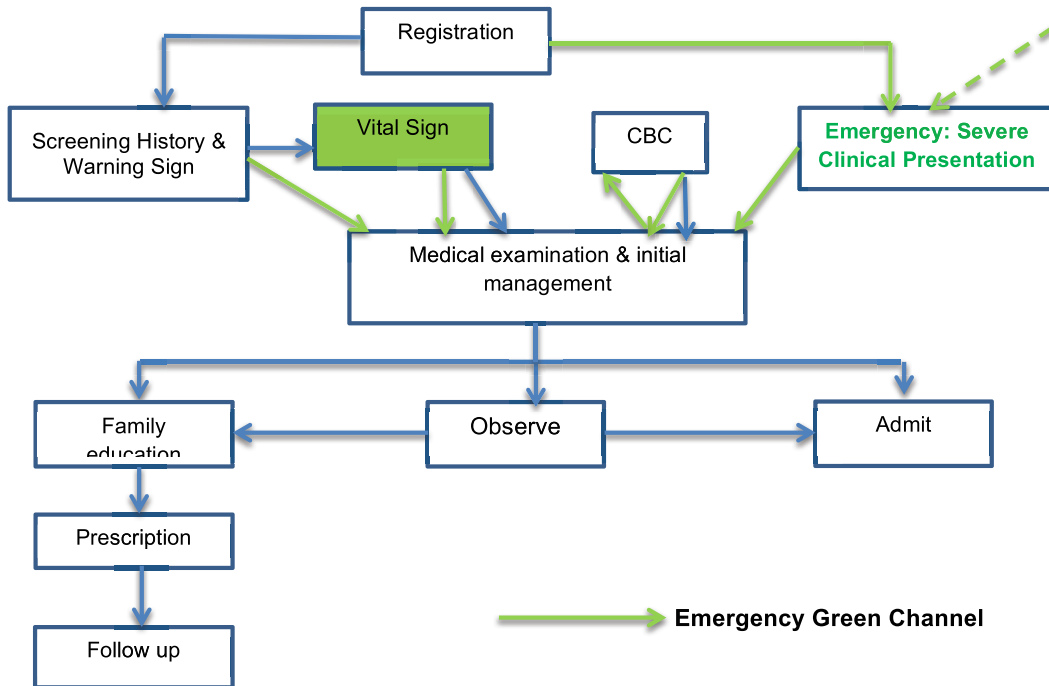 Registration
Screening History &
Warning Sign
Vital Sign
CBC
Emergency: Severe
Clinical Presentation
Medical examination & initial
management
Family
education
Observe
Admit
Prescription
Follow up
Emergency Green Channel